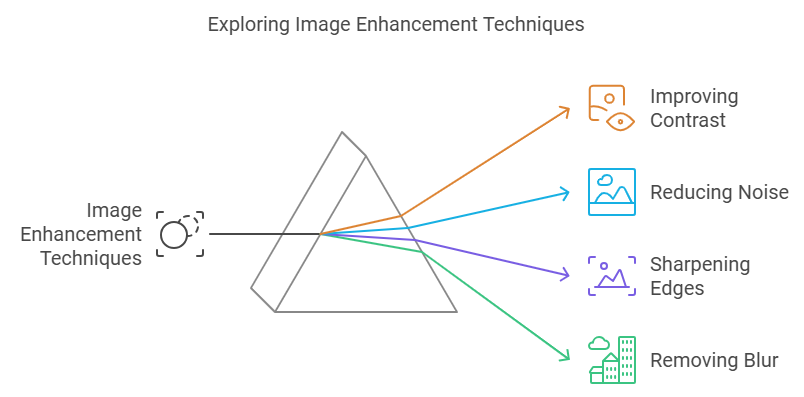 Exploring Image Enhancement Techniques
Image
Enhancement
Techniques
Improving
Contrast
Reducing Noise
Sharpening
Edges
Removing Blur